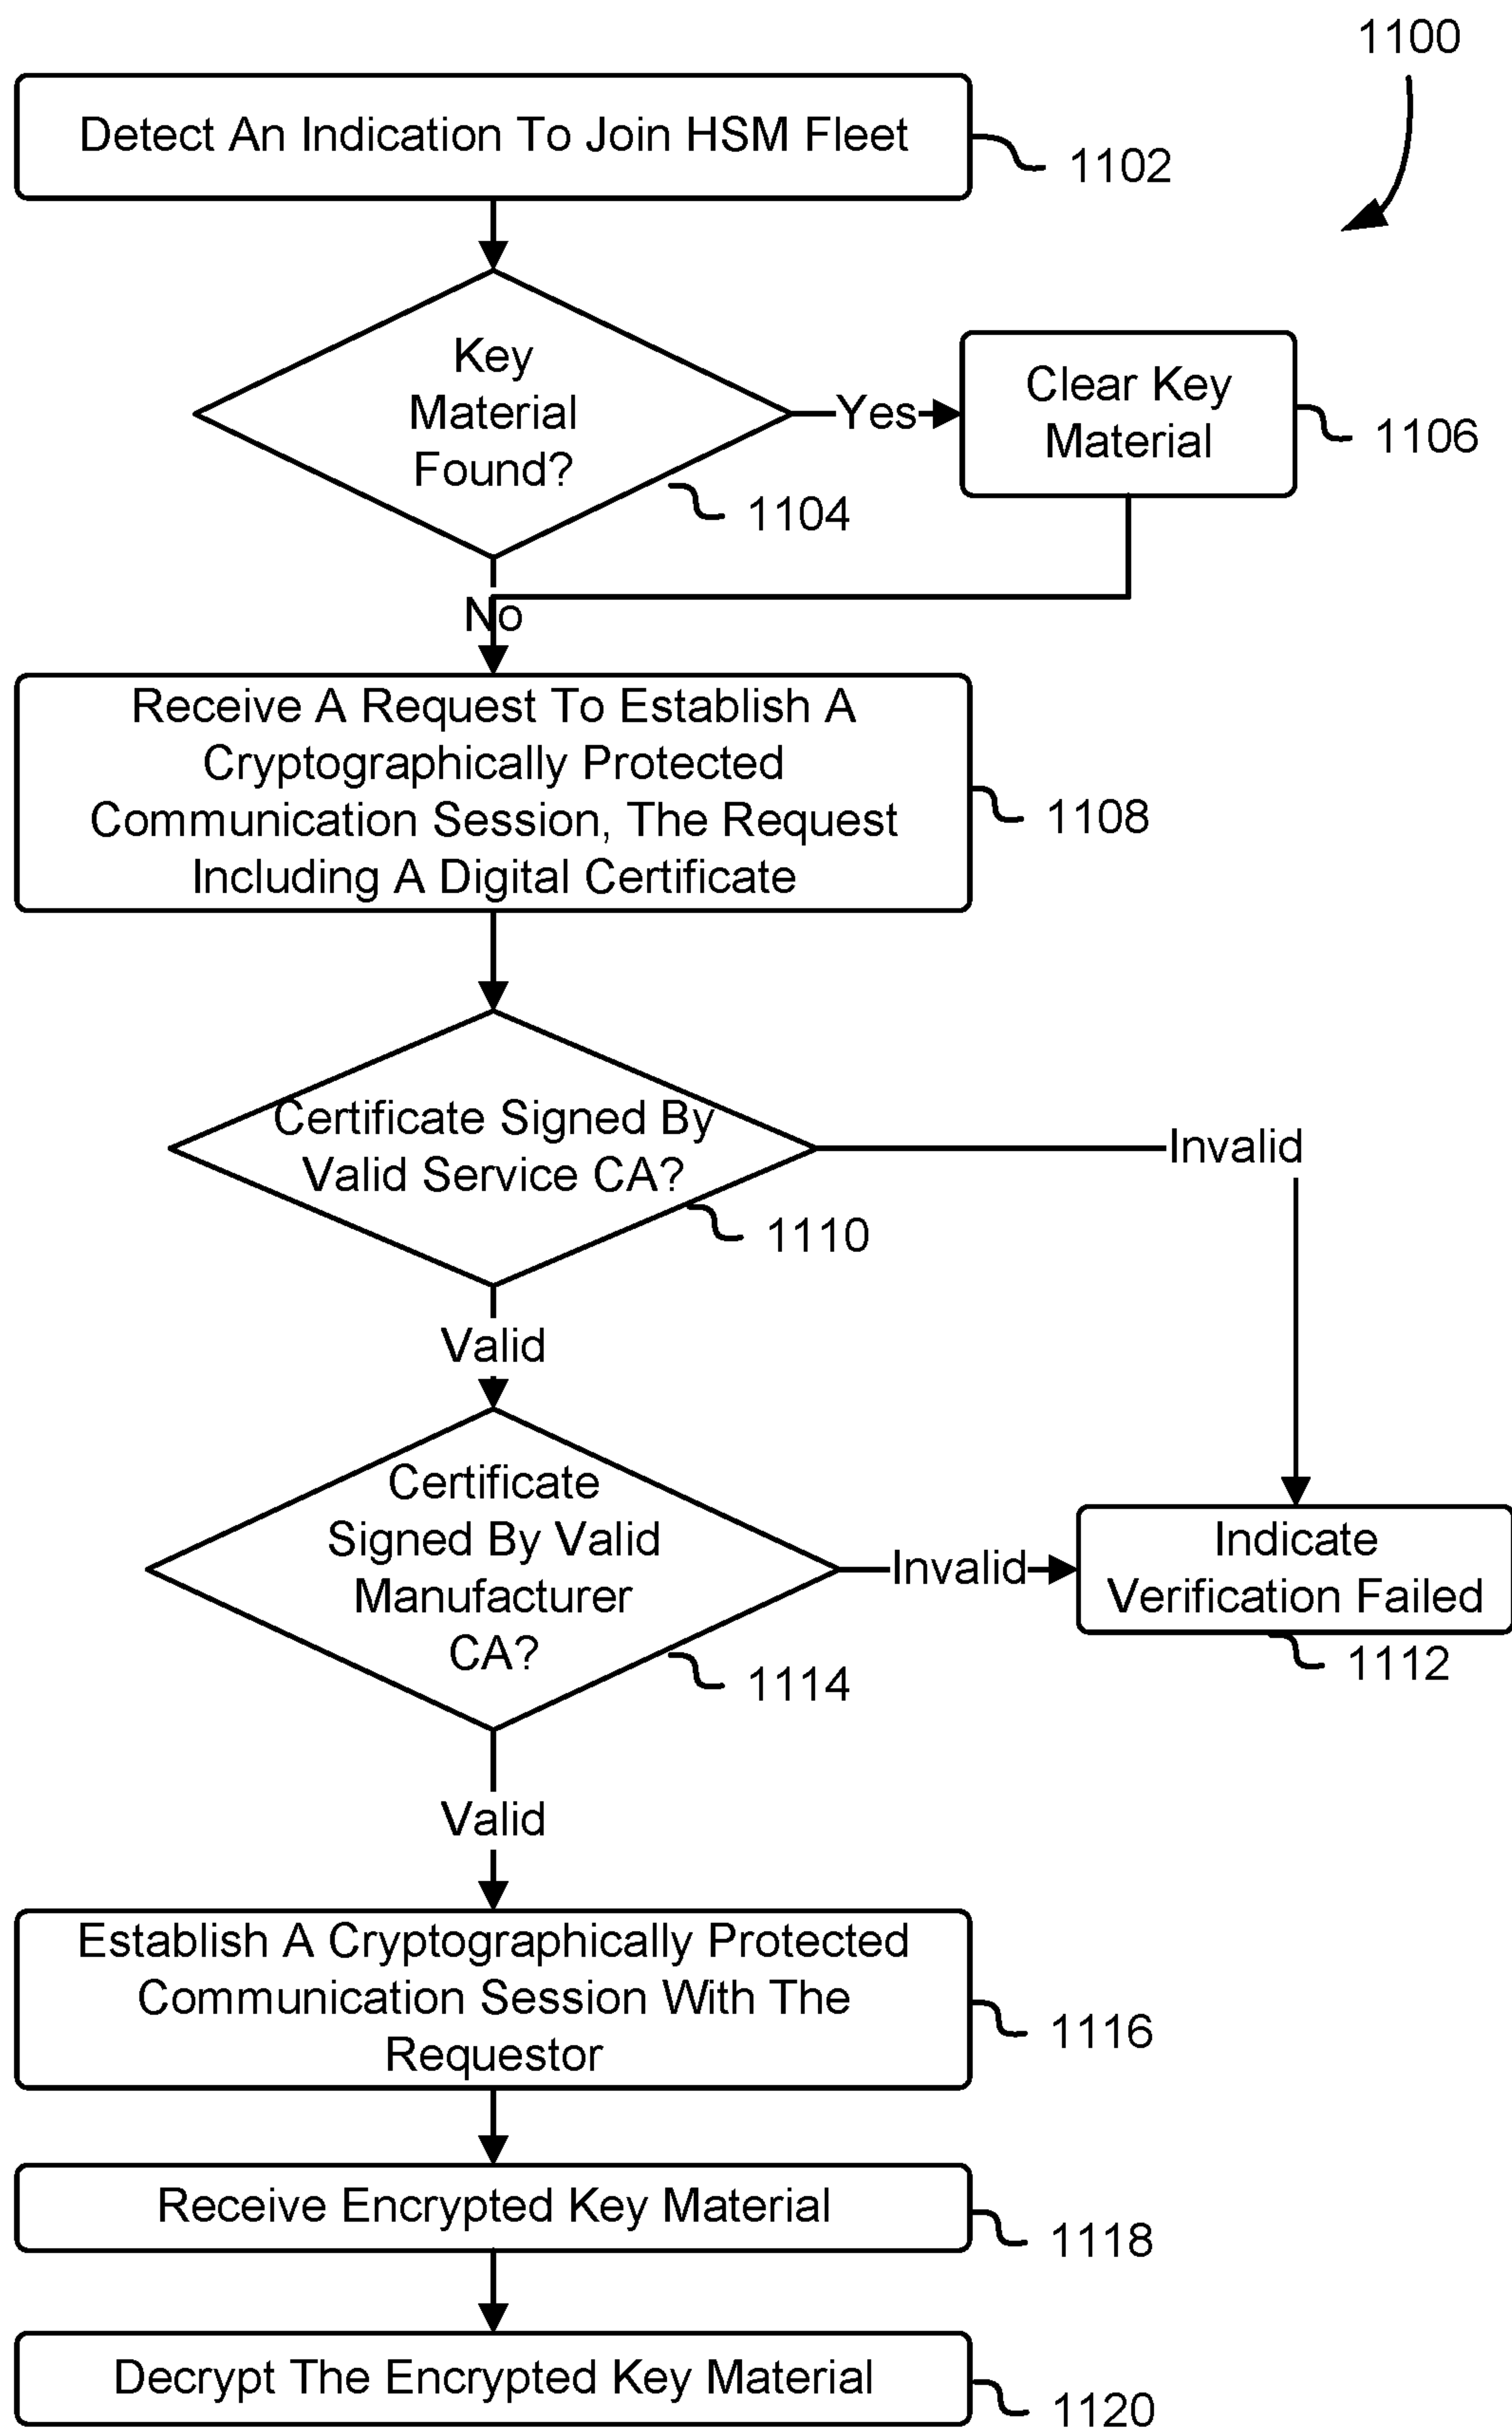 1100
Detect An Indication To Join HSM Fleet
1102
Key
Material
Found?
1104
Yes
Clear Key
Material
1106
No
Receive A Request To Establish A
Cryptographically Protected
Communication Session, The Request
Including A Digital Certificate
1108
Certificate Signed By
Valid Service CA?
1110
Invalid
Valid
Certificate
Signed By Valid
Manufacturer
CA?
1114
Invalid
Indicate
Verification Failed
1112
Valid
Establish A Cryptographically Protected
Communication Session With The
Requestor
1116
Receive Encrypted Key Material
1118
Decrypt The Encrypted Key Material
1120